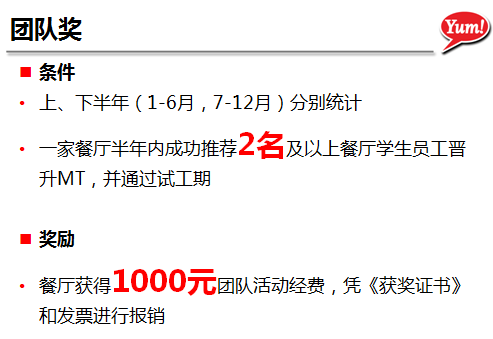 团队奖
Yum!
条件
上、下半年（1-6月，7-12月）分别统计
一家餐厅半年内成功推荐2名及以上餐厅学生员工晋
升MT，并通过试工期
奖励
餐厅获得1000元团队活动经费，凭《获奖证书》
和发票进行报销